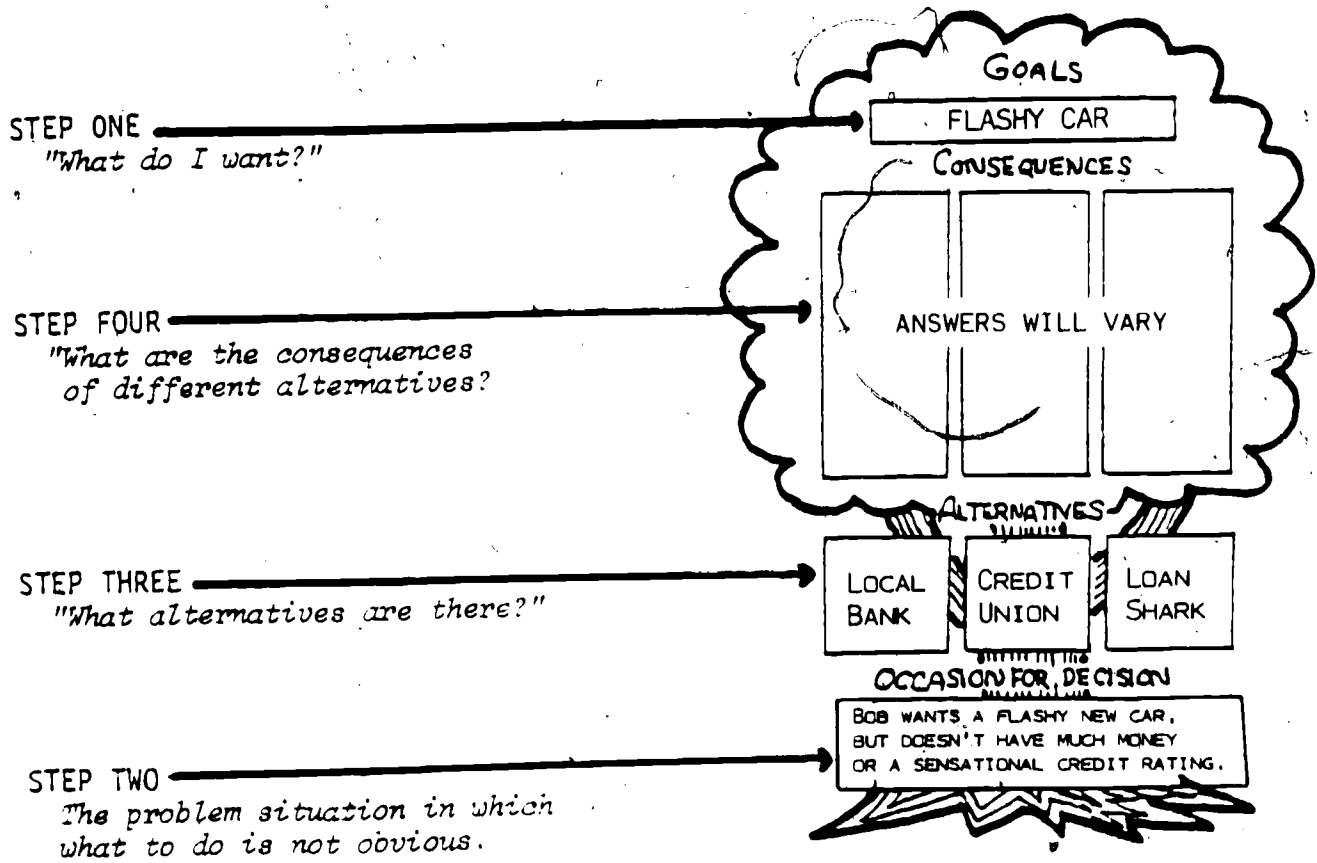 GOALS
STEP ONE
"What do I want?"
FLASHY CAR
CONSEQUENCES
STEP FOUR
"What are the consequences
of different alternatives?
ANSWERS WILL VARY
ALTERNATIVES
STEP THREE
"What alternatives are there?"
LOCAL
BANK
CREDIT
UNION
LOAN
SHARK
OCCASION FOR DECISION
STEP TWO
The problem situation in which
what to do is not obvious.
BOB WANTS A FLASHY NEW CAR,
BUT DOESN'T HAVE MUCH MONEY
OR A SENSATIONAL CREDIT RATING.